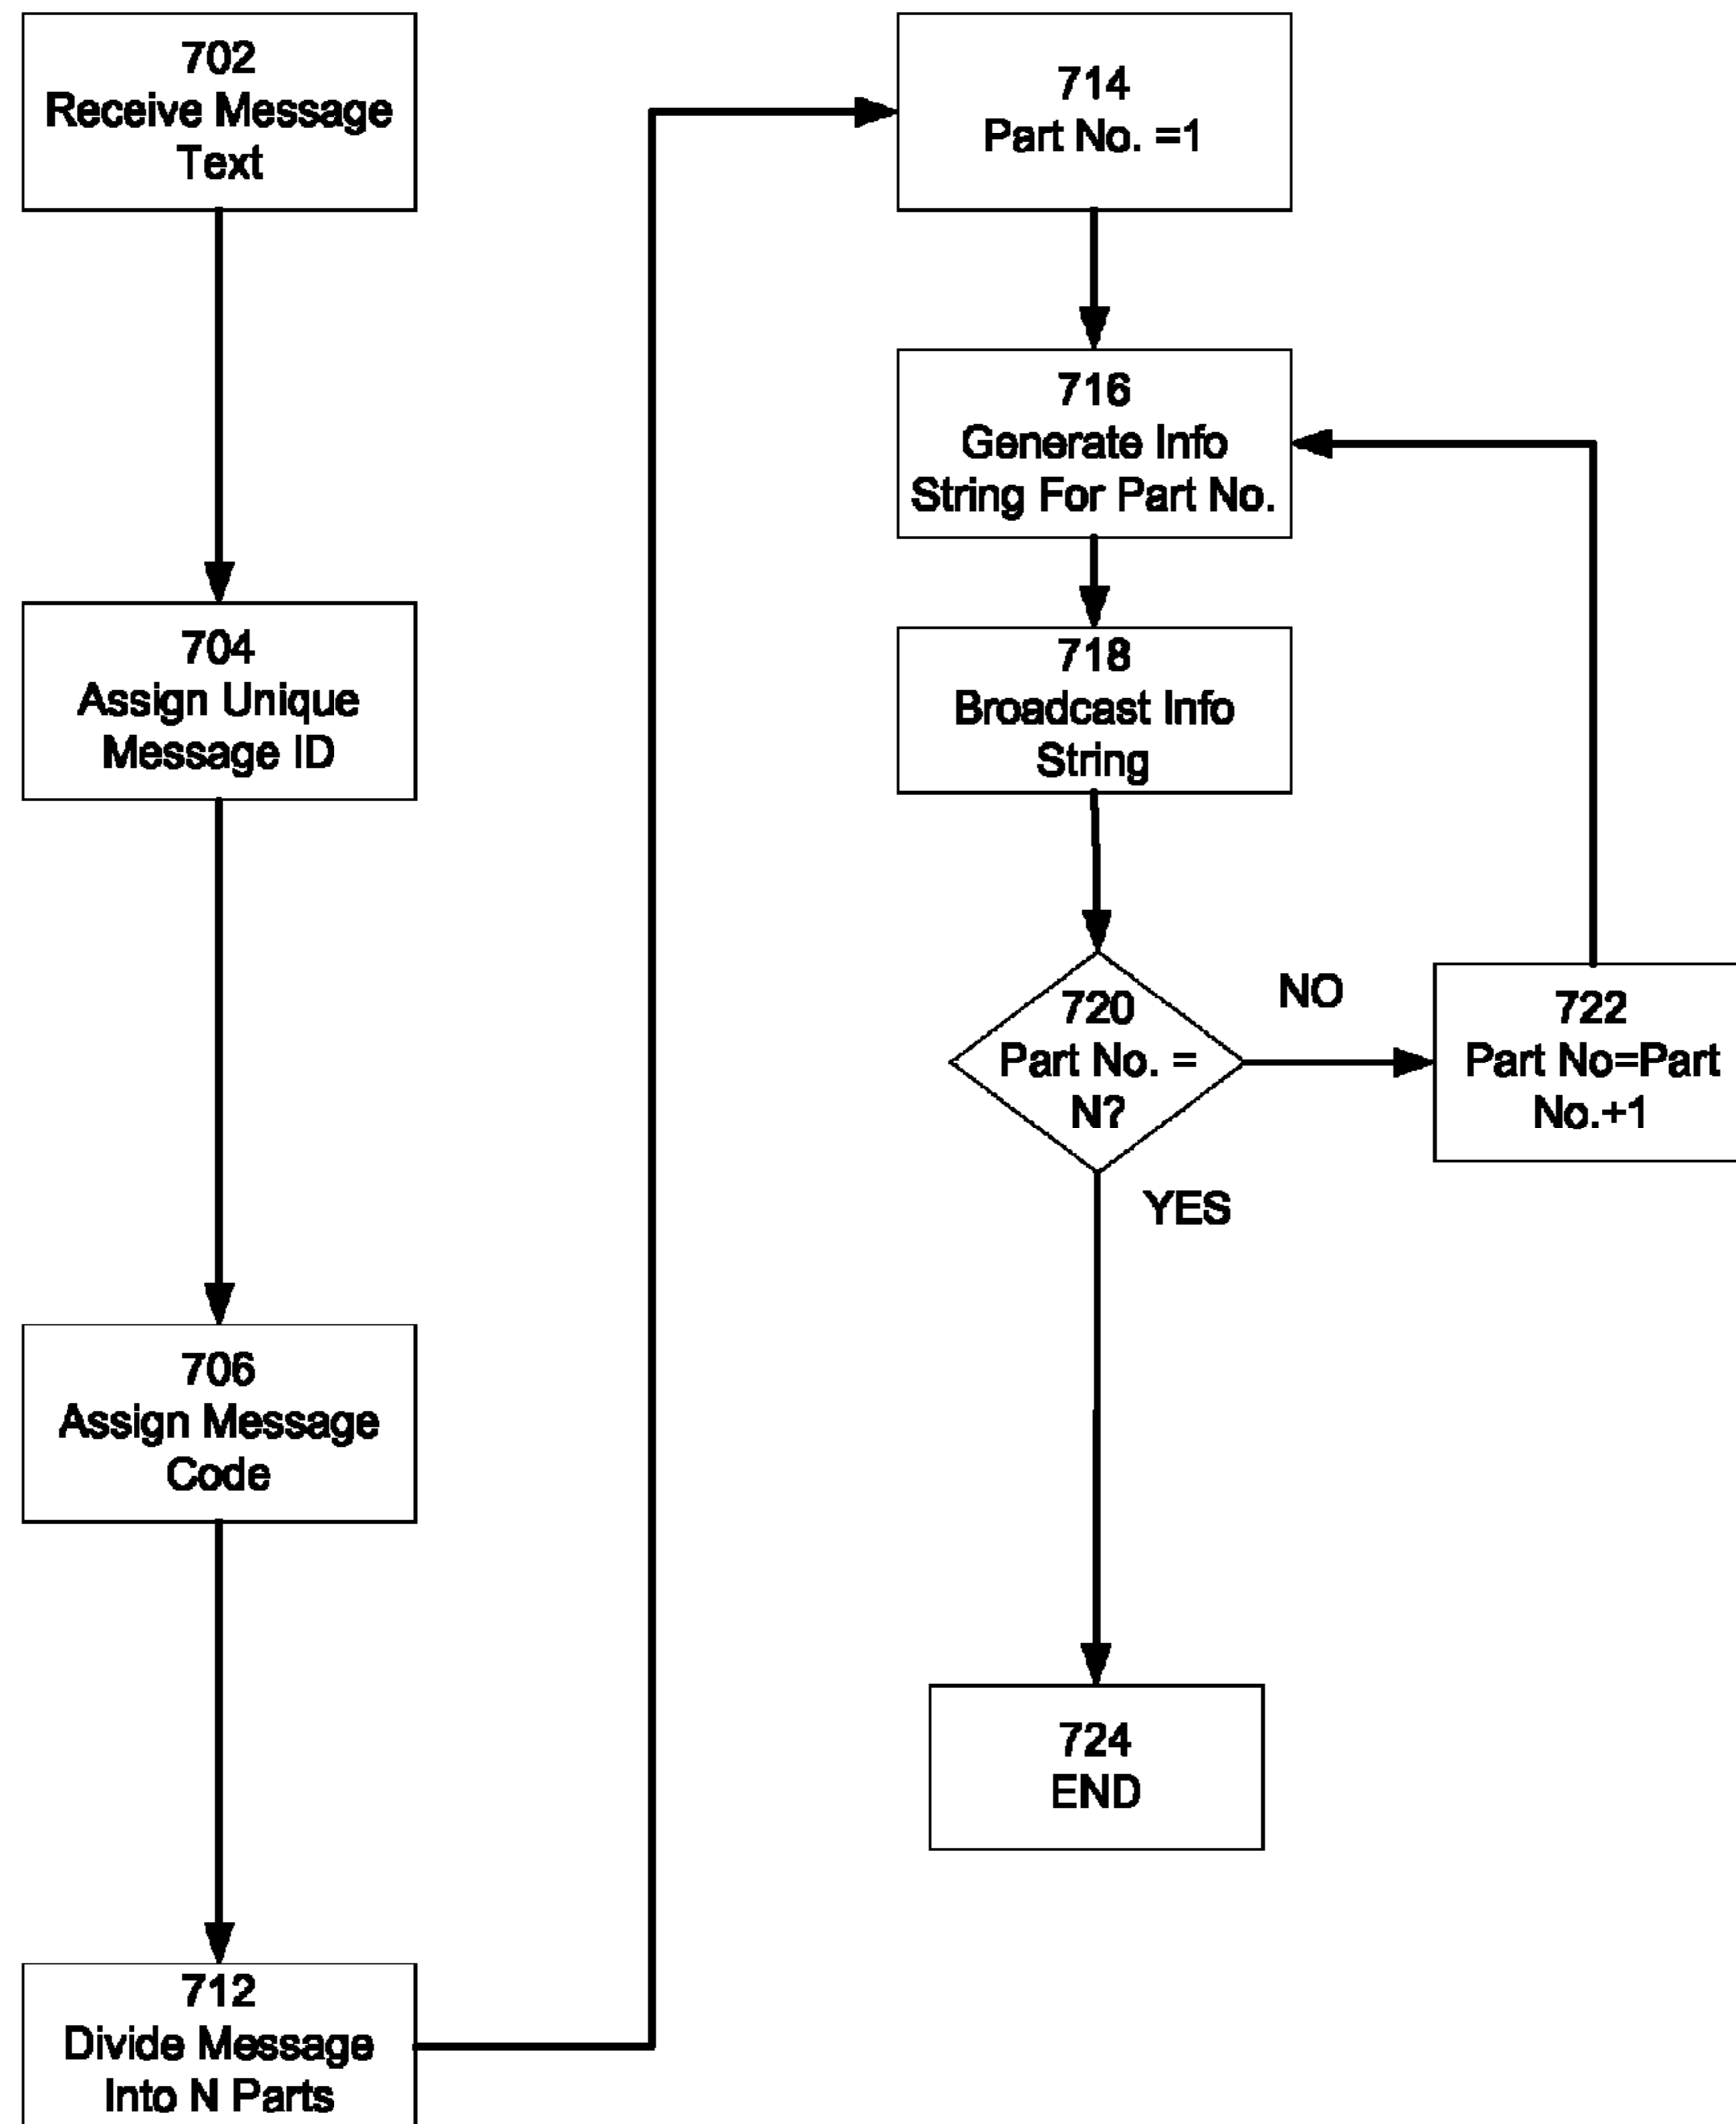 702
Receive Message
Text
704
Assign Unique
Message ID
706
Assign Message
Code
712
Divide Message
Into N Parts
714
Part No. =1
716
Generate Info
String For Part No.
718
Broadcast Info
String
720
Part No. =
N?
NO
722
Part No=Part
No.+1
YES
724
END